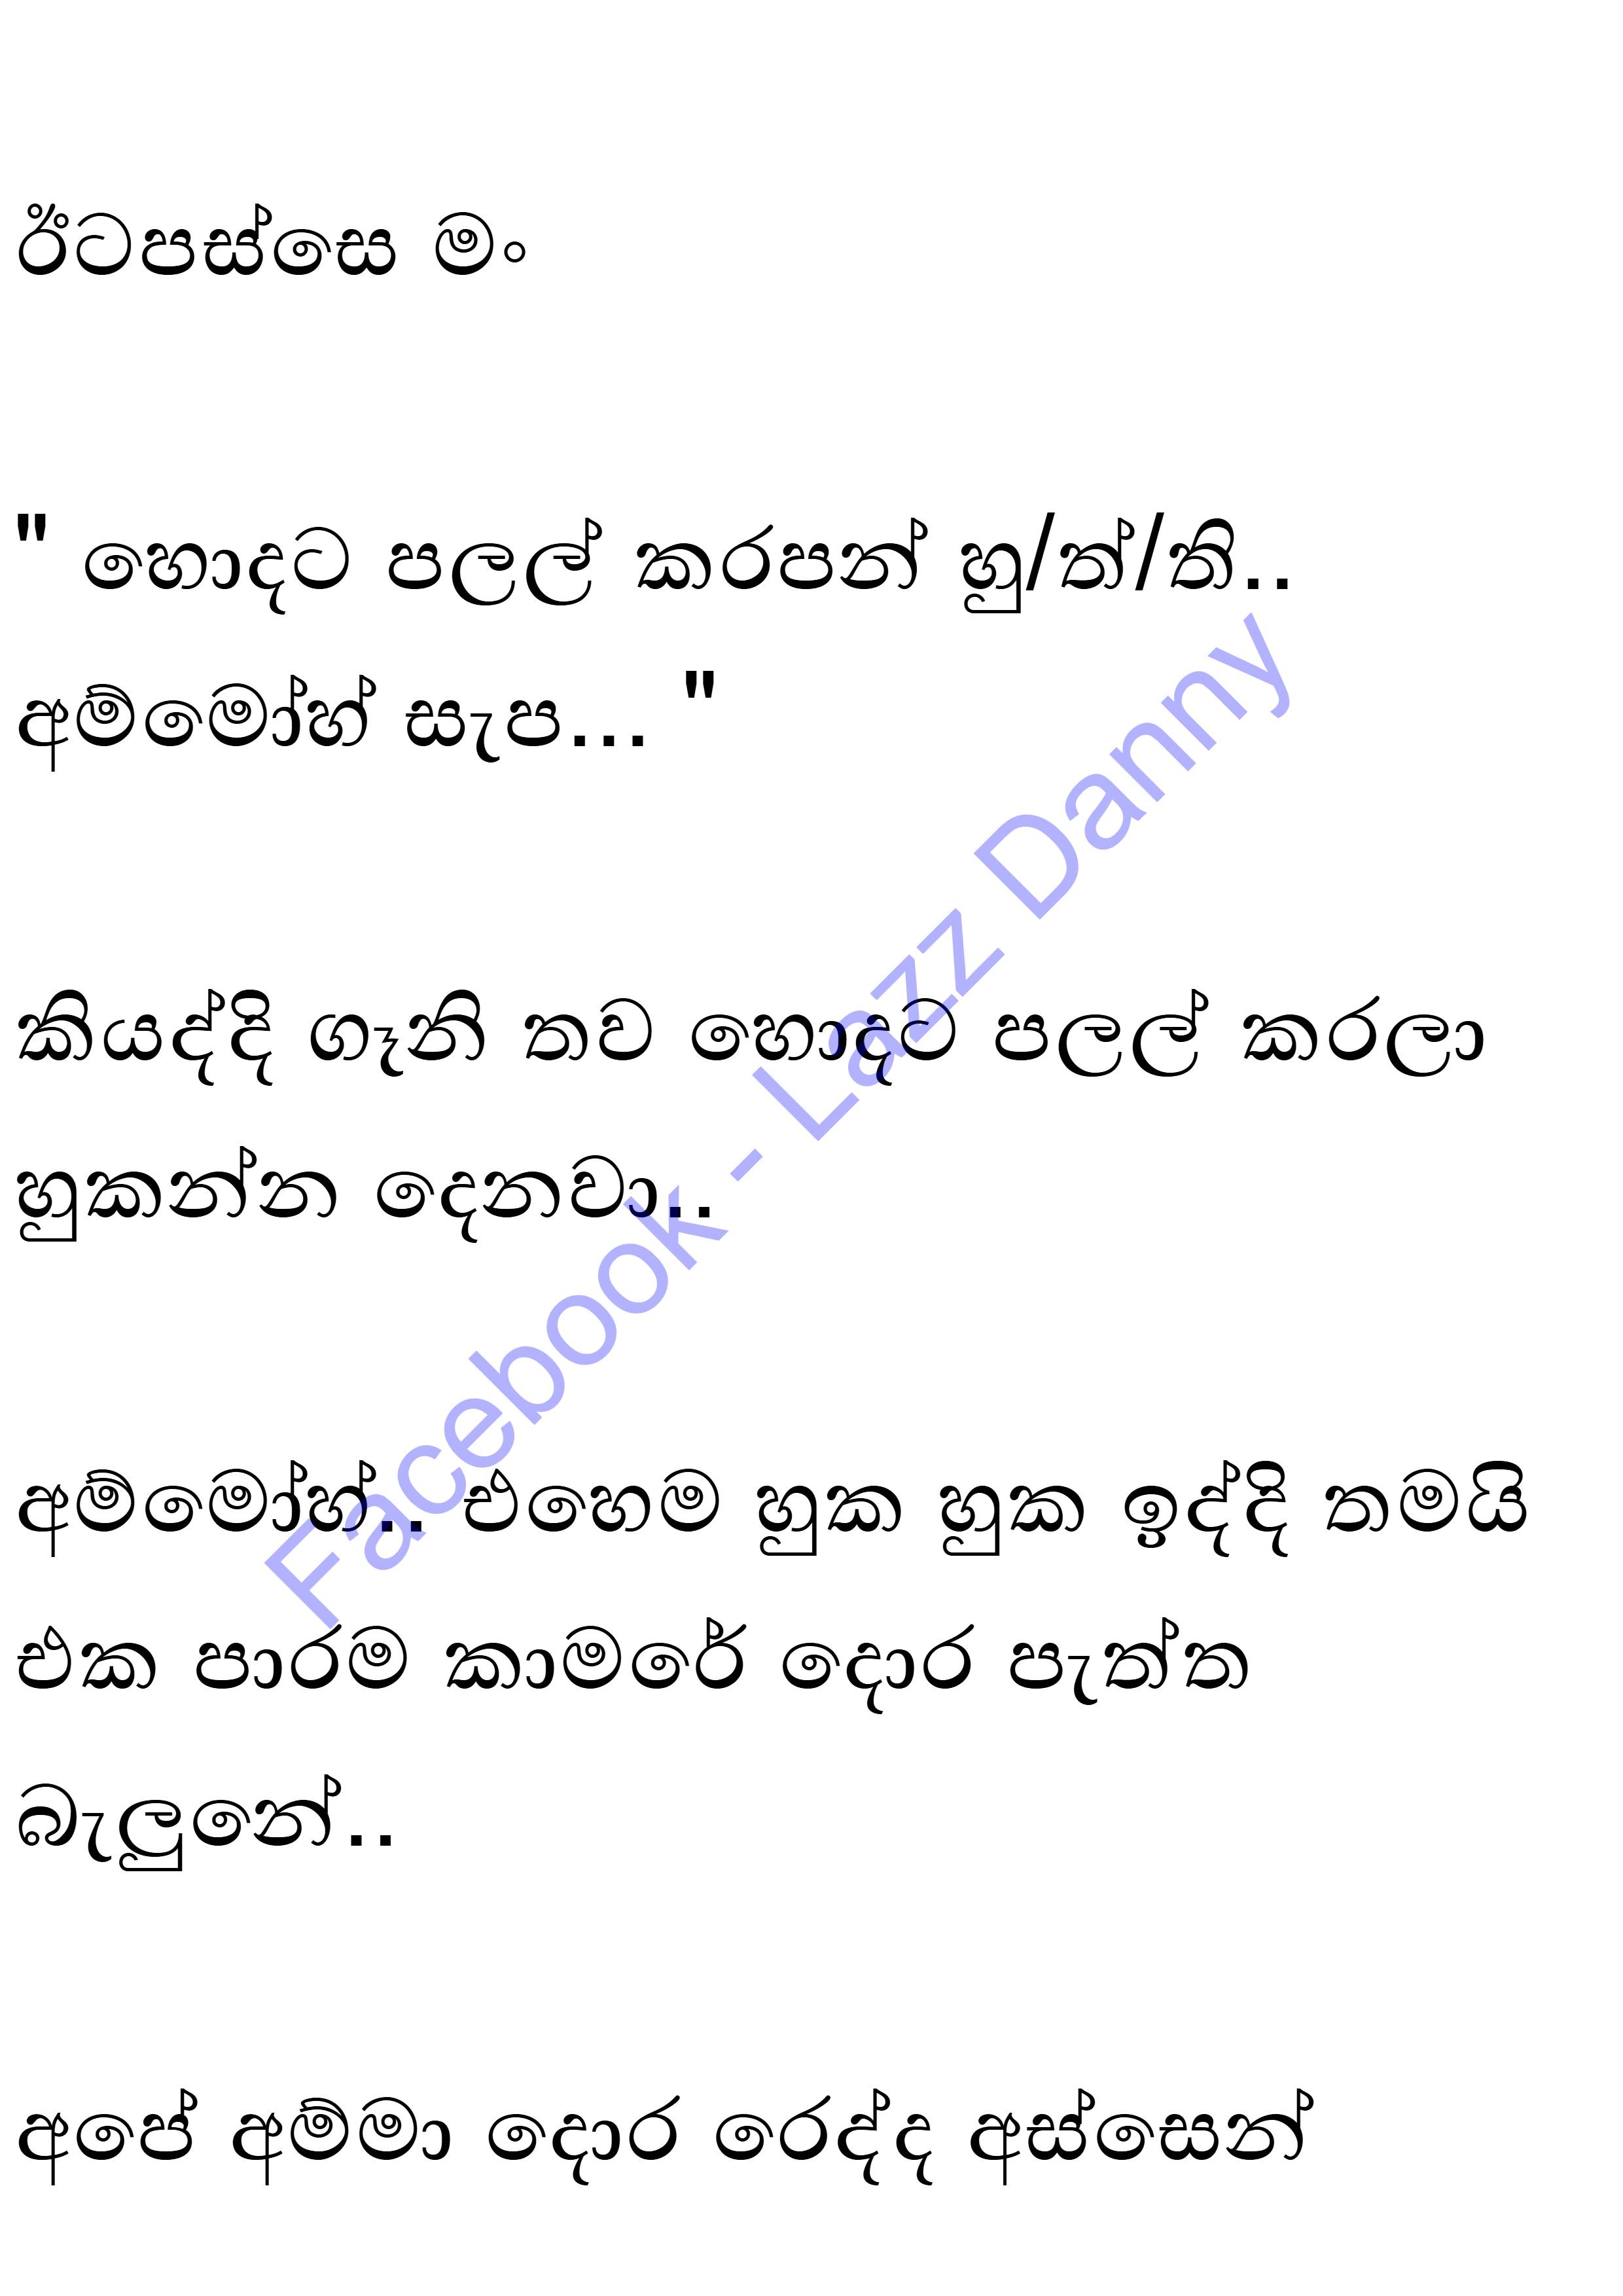 ඊටපස්සෙ මං
" හොදට පලල් කරපන් හු/ත්/ති..
අම්මෝහ් සැප... "
කියද්දි ගෑනි තව හොදට පලල් කරලා
හුකන්න දෙනවා..
අම්මෝහ්.. එහෙම හුක හුක ඉද්දි තමයි
එක පාරම කාමරේ දොර පැත්ත
බැලුනේ..
අපේ අම්මා දොර රෙද්ද අස්සෙන්
Facebook - Lazz Danny